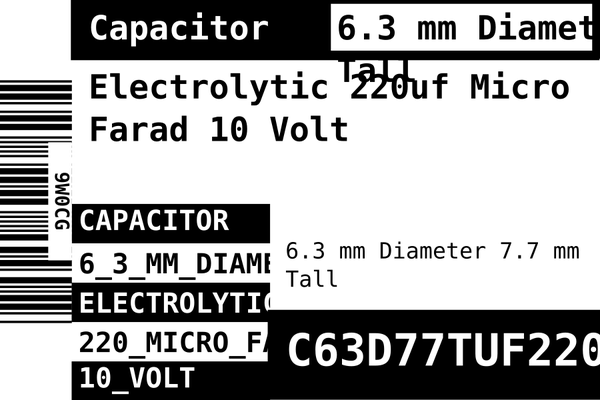 Capacitor
6.3 mm Diamet
Tall
Electrolytic 220uf Micro
Farad 10 Volt
9W0CG
CAPACITOR
6_3_MM_DIAME
ELECTROLYTIC
220_MICRO_FA
10_VOLT
6.3 mm Diameter 7.7 mm
Tall
C63D77TUF220